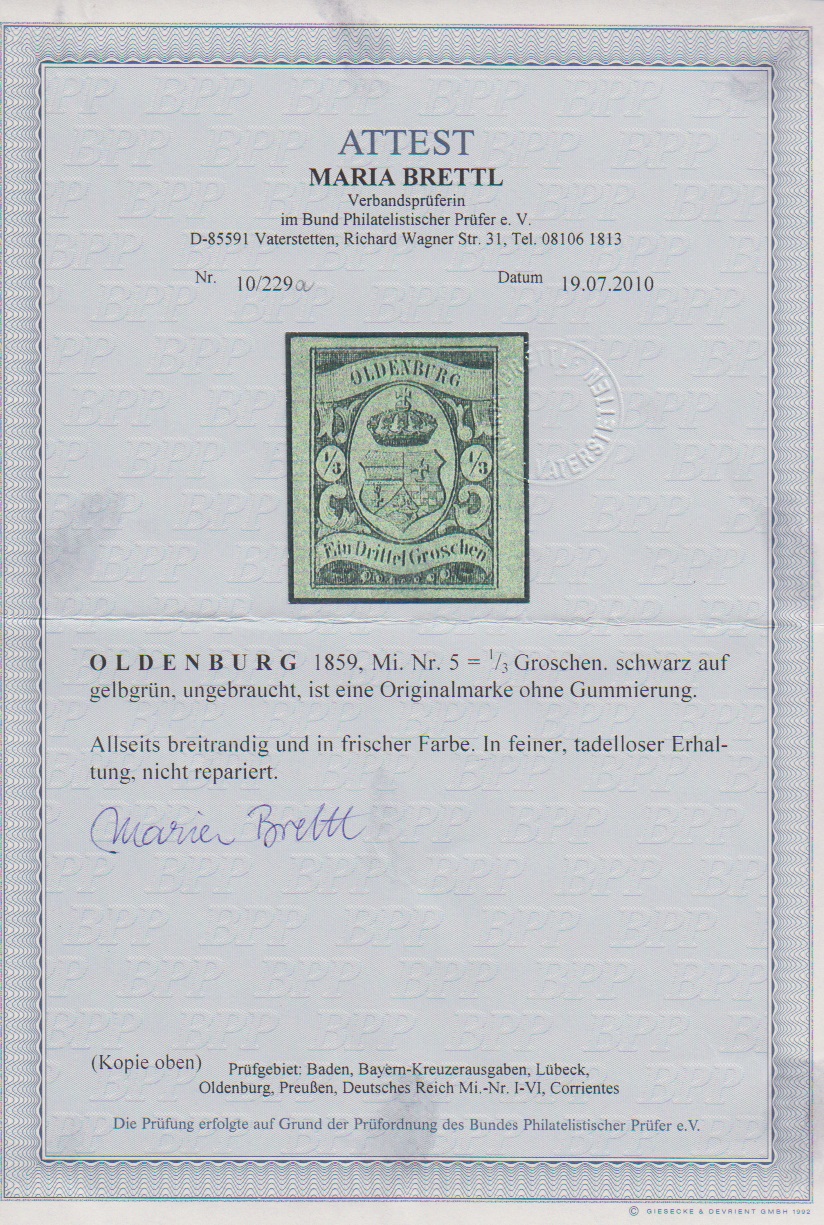 ATTEST
MARIA BRETTL
Verbandsprüferin
im Bund Philatelistischer Prüfer e. V.
D-85591 Vaterstetten, Richard Wagner Str. 31, Tel. 08106 1813
Nr. 10/229a Datum 19.07.2010
OLDENBURG
1/3 1/3
Ein Drittel Groschen
VATERSTETTEN
OLDENBURG 1859, Mi. Nr. 5 = 1/3 Groschen. schwarz auf
gelbgrün, ungebraucht, ist eine Originalmarke ohne Gummierung.
Allseits breitrandig und in frischer Farbe. In feiner, tadelloser Erhal-
tung, nicht repariert.
Maria Brettl
(Kopie oben) Prüfgebiet: Baden, Bayern-Kreuzerausgaben, Lübeck,
Oldenburg, Preußen, Deutsches Reich Mi.-Nr. I-VI, Corrientes
Die Prüfung erfolgte auf Grund der Prüfordnung des Bundes Philatelistischer Prüfer e.V.
© GIESECKE & DEVRIENT GMBH 1992